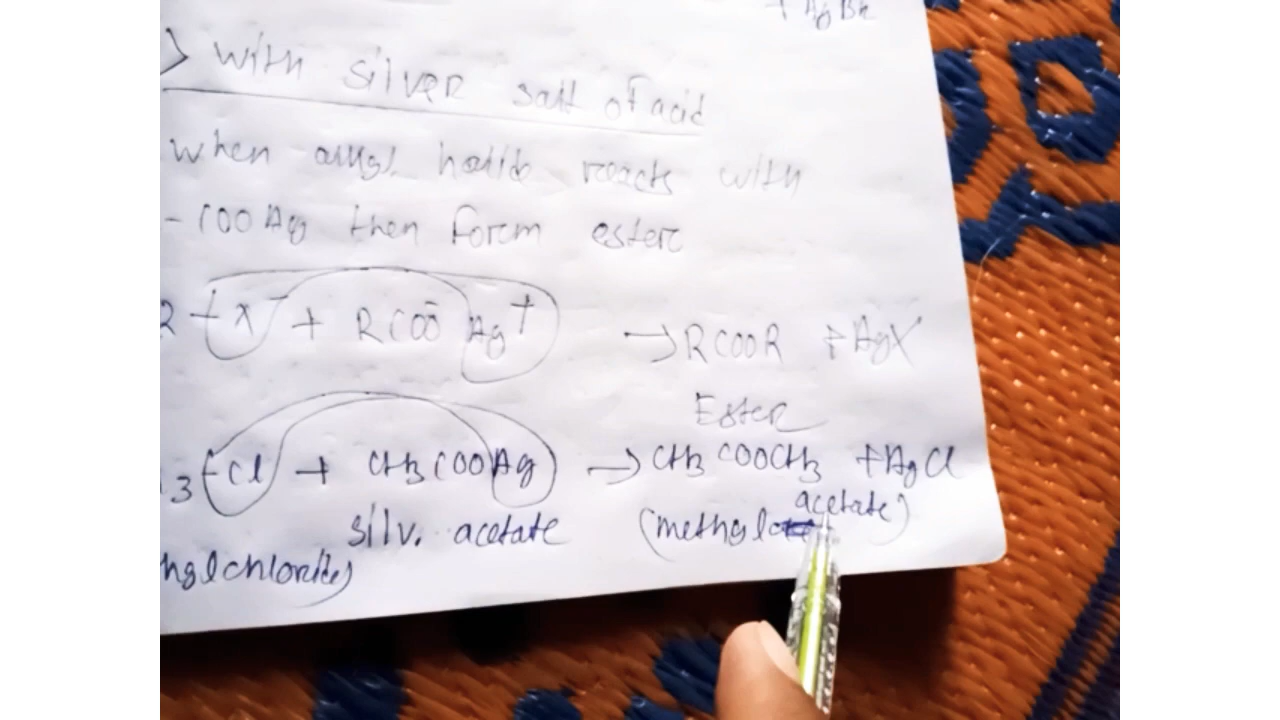 + AgBr
> with silver salt of acid
when alkyl halide reacts with
- COOAg then form ester
R - X + RCOO⁻ Ag⁺ → RCOOR + AgX
Ester
3 - Cl + CH3COOAg → CH3COOCH3 + AgCl
silv. acetate (methyl acetate)
hylchloride)